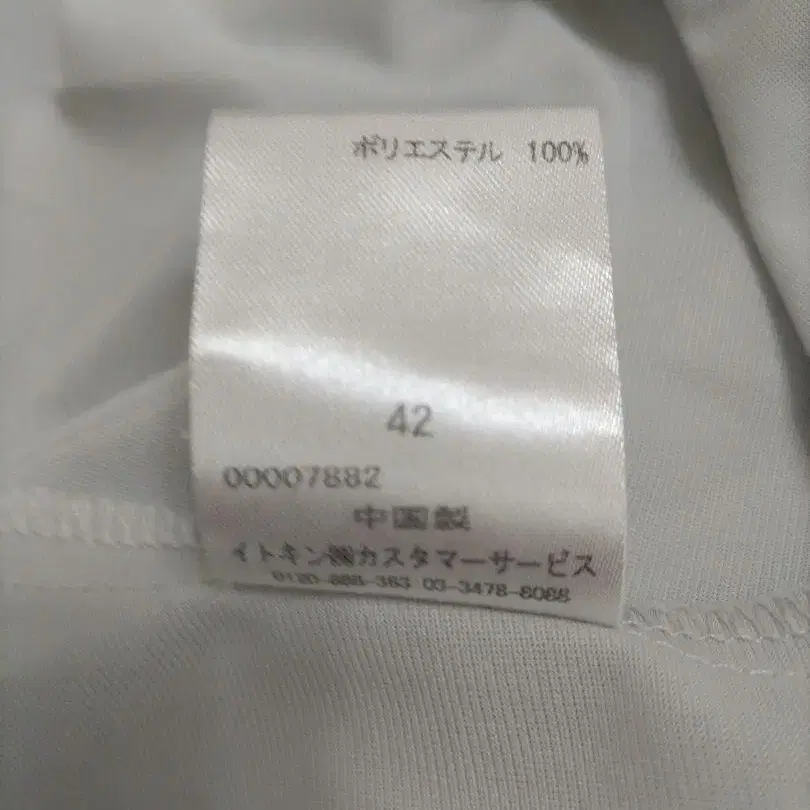 ポリエステル 100%
42
00007882
中国製
イトキン㈱カスタマーサービス
0120-888-363 03-3478-8088